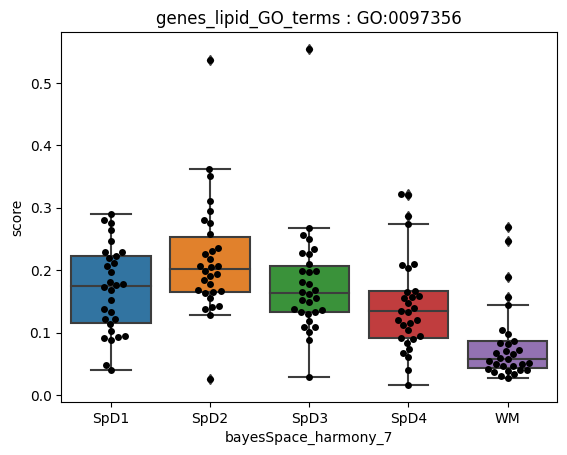 genes_lipid_GO_terms : GO:0097356
score
0.5
0.4
0.3
0.2
0.1
0.0
SpD1 SpD2 SpD3 SpD4 WM
bayesSpace_harmony_7